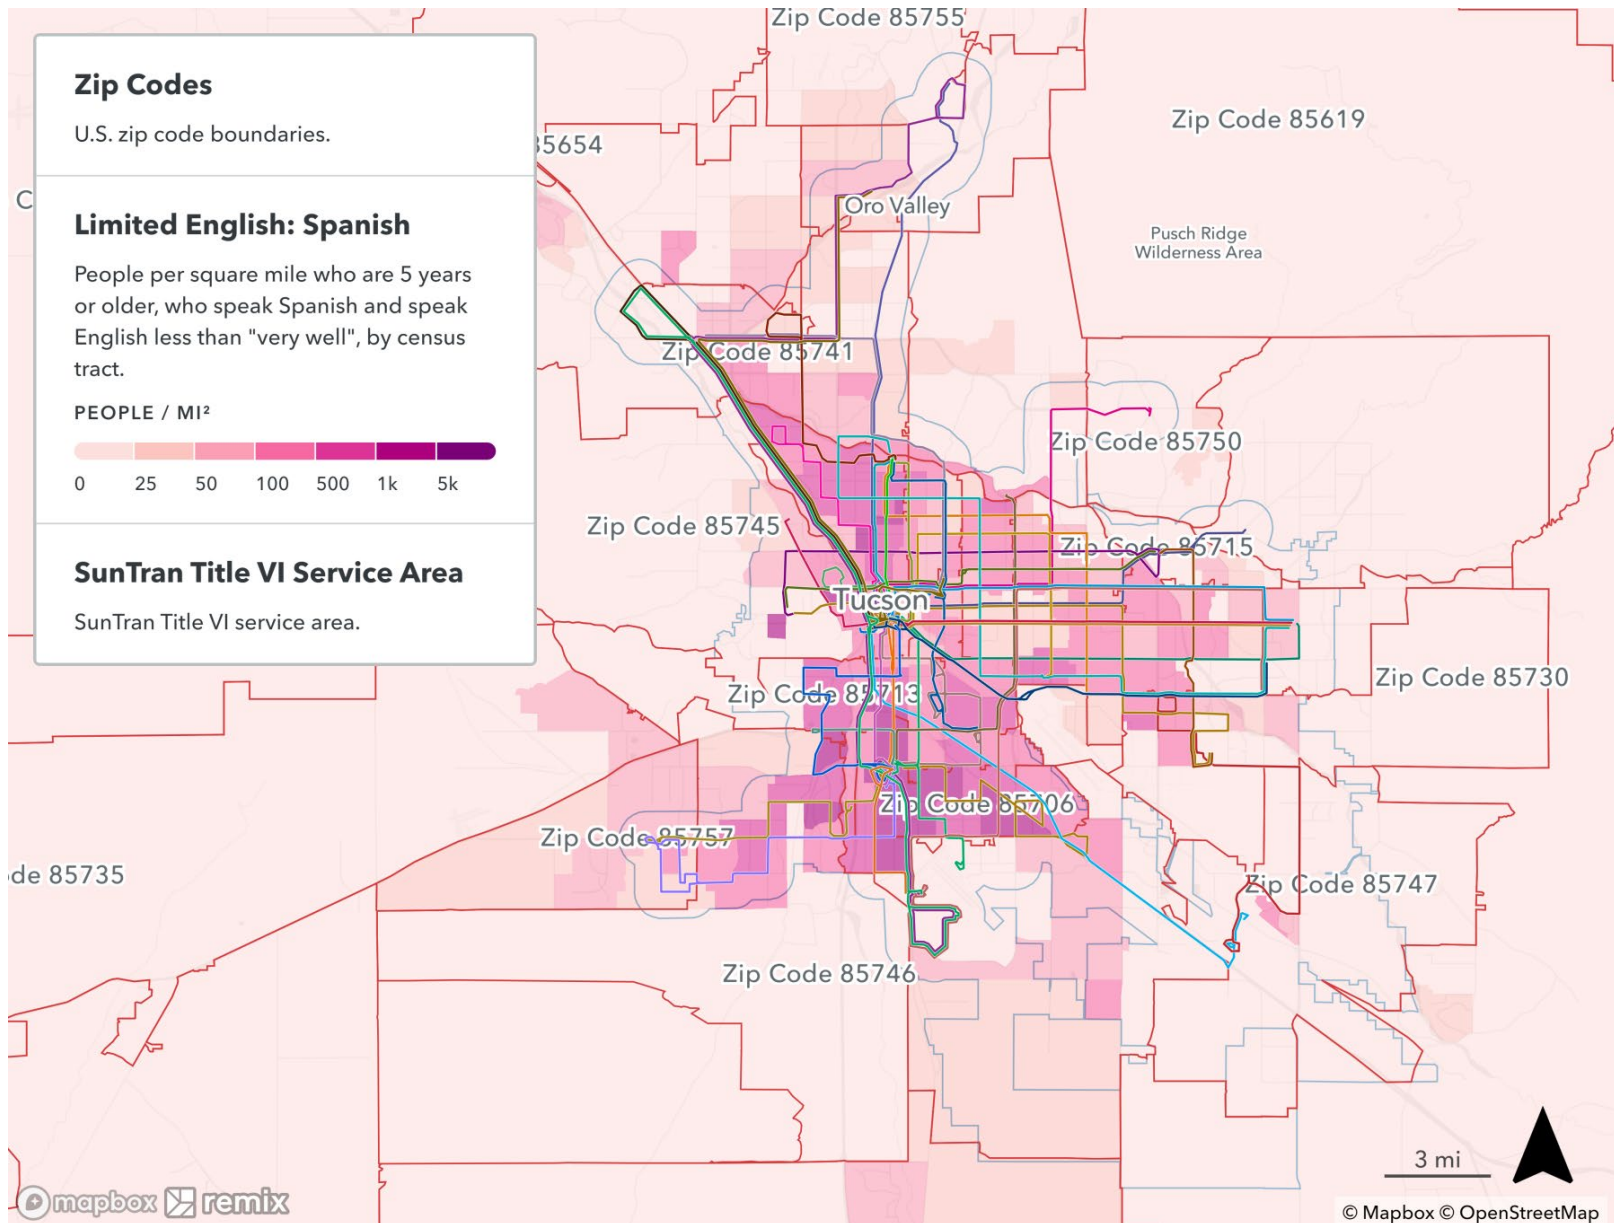 Zip Codes
U.S. zip code boundaries.
Limited English: Spanish
People per square mile who are 5 years
or older, who speak Spanish and speak
English less than "very well", by census
tract.
PEOPLE / MI²
0 25 50 100 500 1k 5k
SunTran Title VI Service Area
SunTran Title VI service area.
Zip Code 85755
Zip Code 85619
85654
C
Oro Valley
Pusch Ridge
Wilderness Area
Zip Code 85741
Zip Code 85750
Zip Code 85745
Zip Code 85715
Tucson
Zip Code 85730
Zip Code 85713
Zip Code 85706
Zip Code 85757
de 85735
Zip Code 85747
Zip Code 85746
3 mi
mapbox remix
© Mapbox © OpenStreetMap